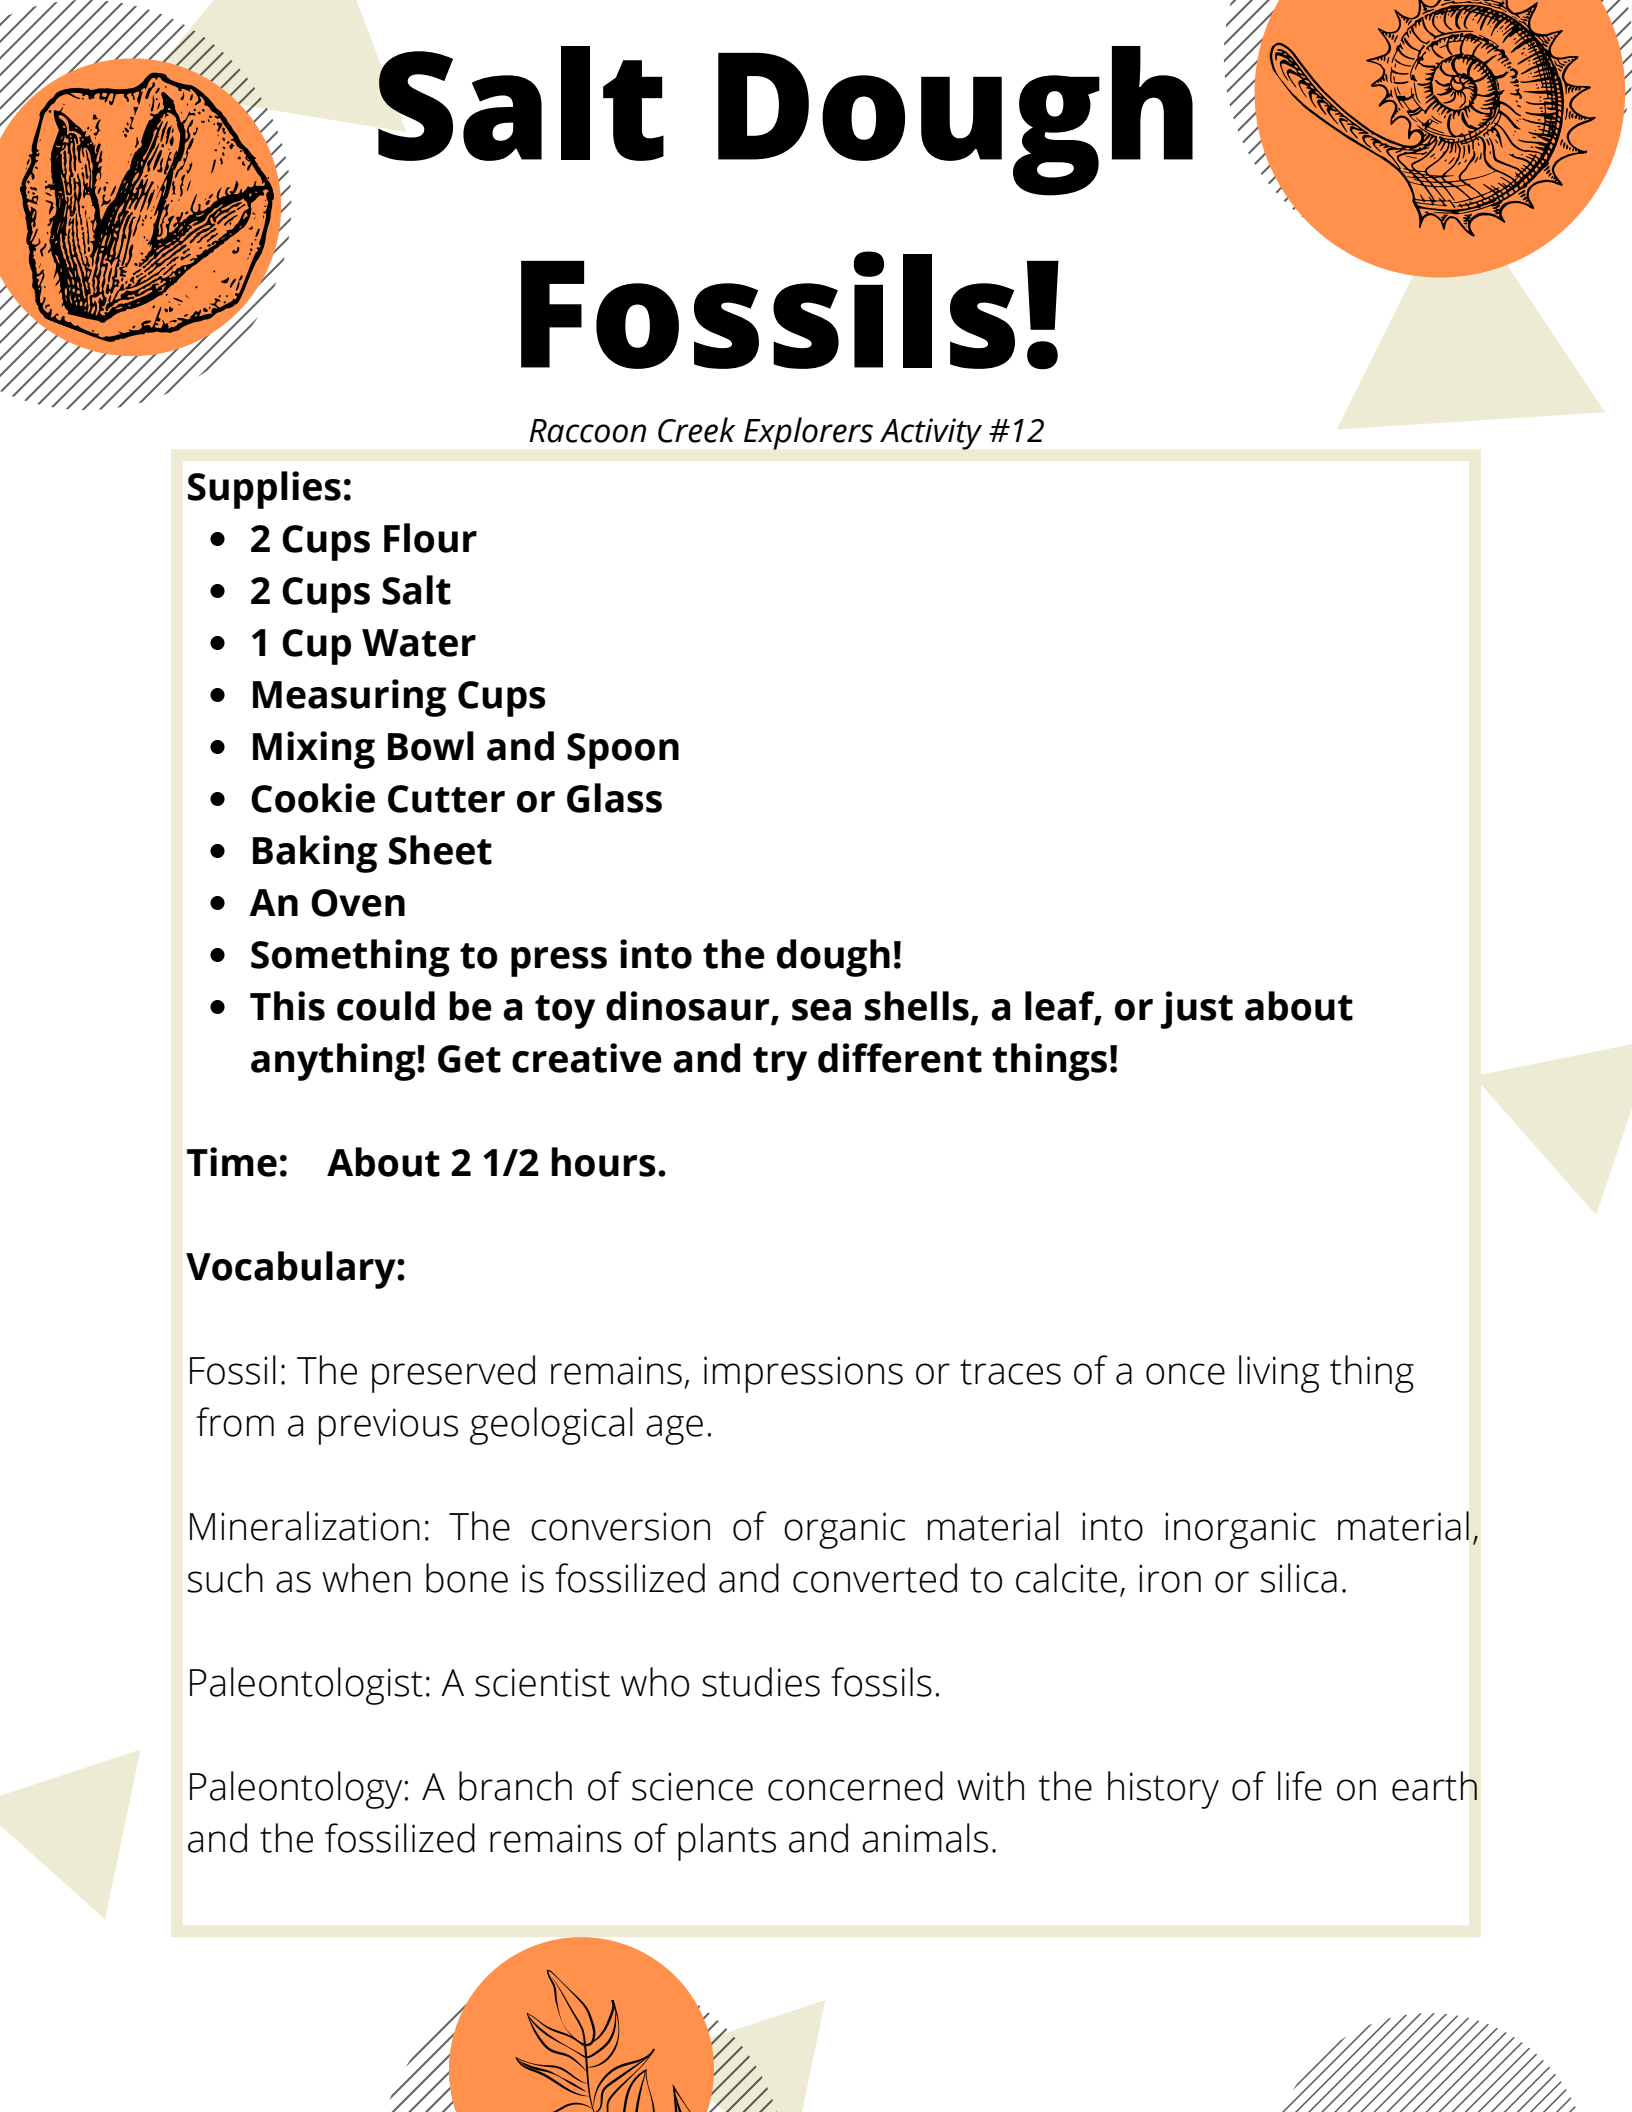 Salt Dough
Fossils!
Raccoon Creek Explorers Activity #12
Supplies:
• 2 Cups Flour
• 2 Cups Salt
• 1 Cup Water
• Measuring Cups
• Mixing Bowl and Spoon
• Cookie Cutter or Glass
• Baking Sheet
• An Oven
• Something to press into the dough!
• This could be a toy dinosaur, sea shells, a leaf, or just about
anything! Get creative and try different things!
Time: About 2 1/2 hours.
Vocabulary:
Fossil: The preserved remains, impressions or traces of a once living thing
from a previous geological age.
Mineralization: The conversion of organic material into inorganic material,
such as when bone is fossilized and converted to calcite, iron or silica.
Paleontologist: A scientist who studies fossils.
Paleontology: A branch of science concerned with the history of life on earth
and the fossilized remains of plants and animals.